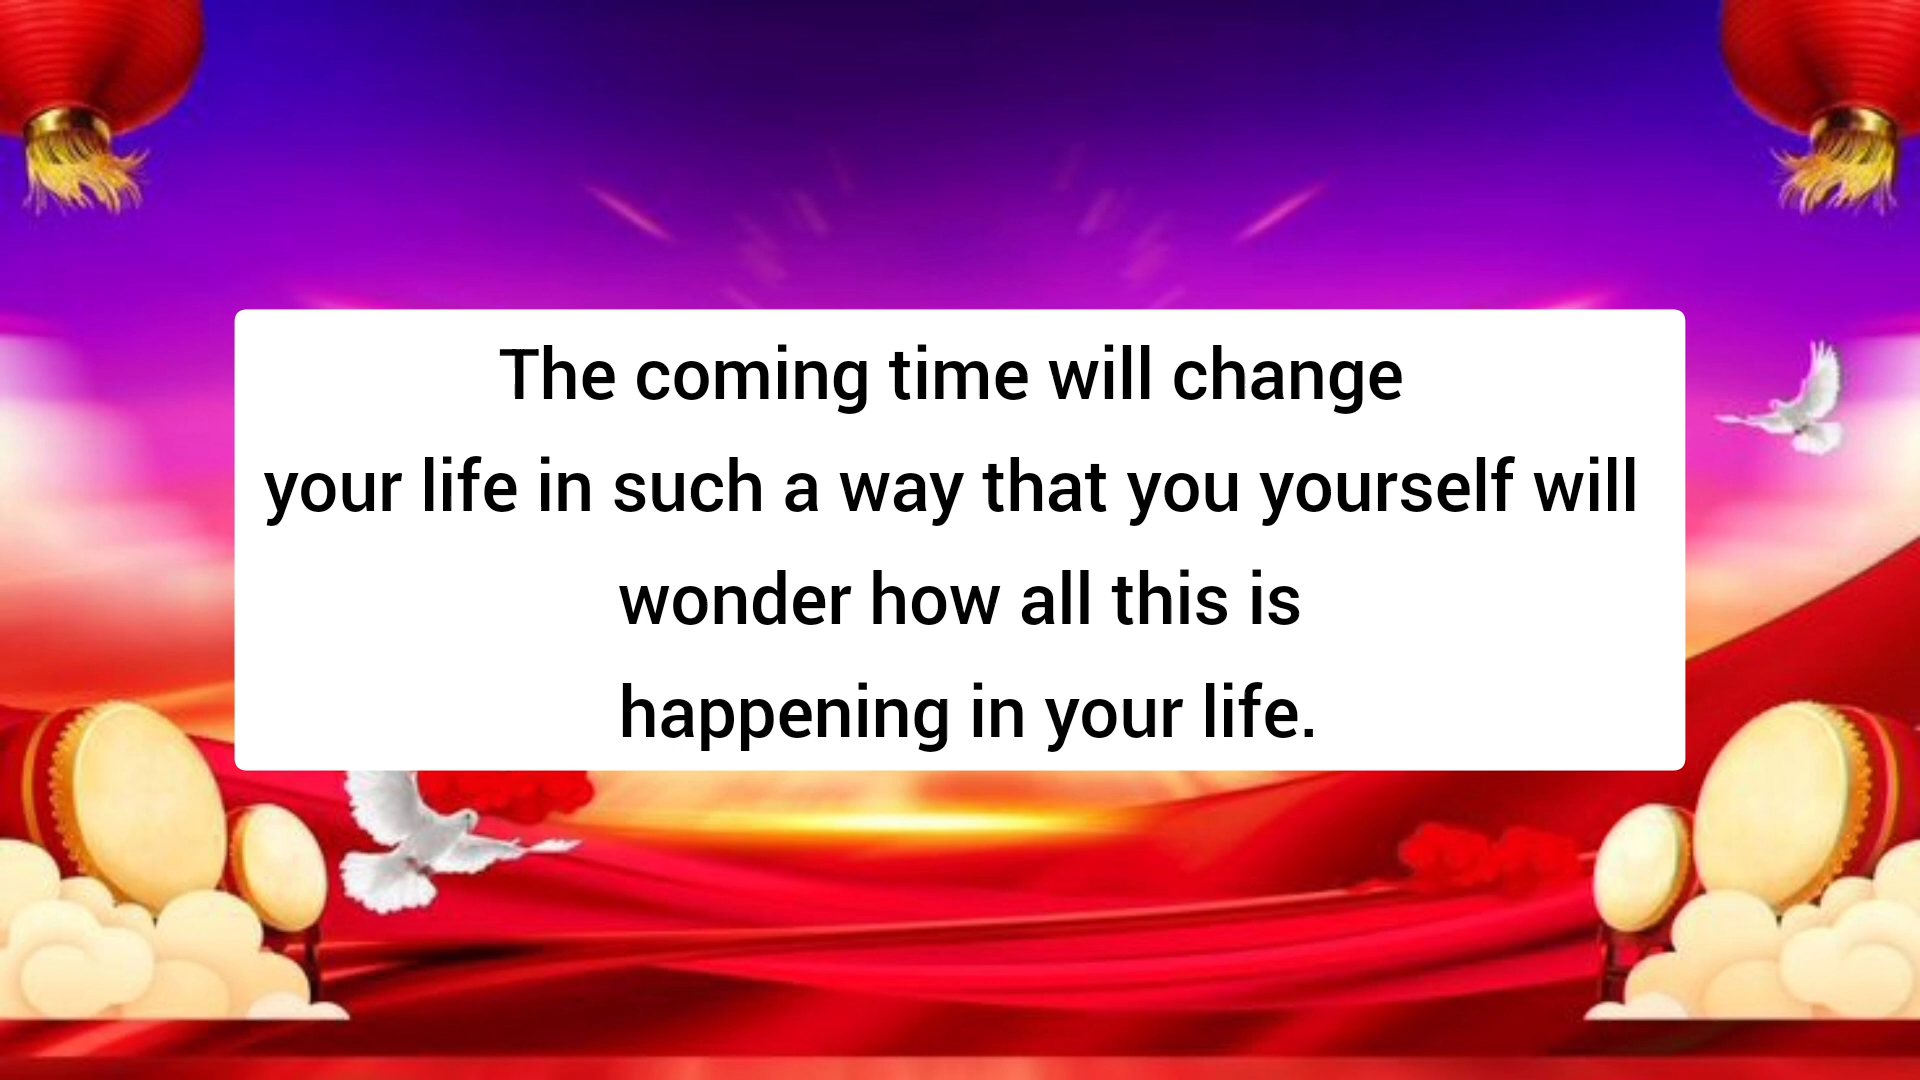 The coming time will change
your life in such a way that you yourself will
wonder how all this is
happening in your life.